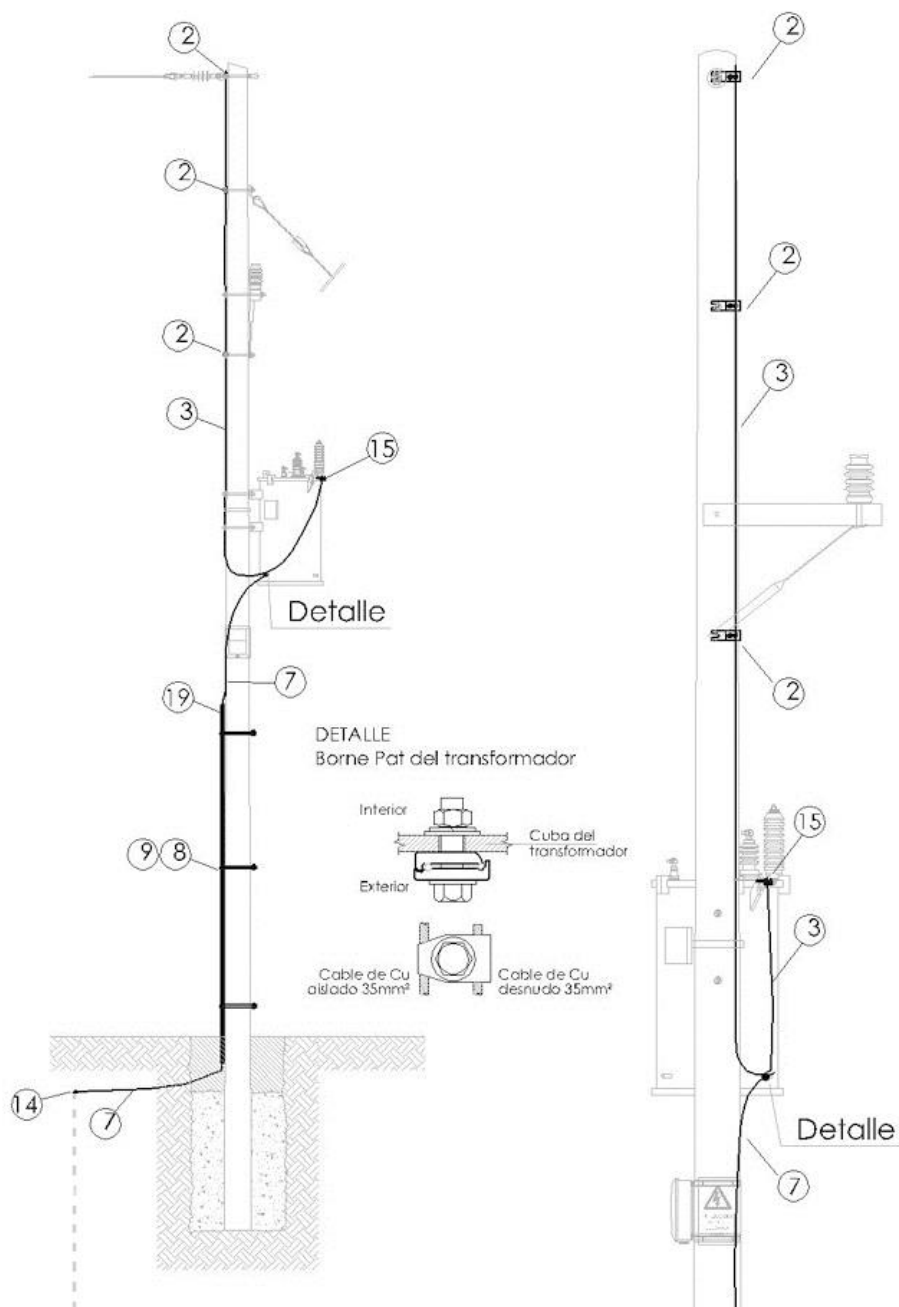 2
2
2
2
2
3
3
15
Detalle
2
7
19
DETALLE
Borne Pat del transformador
Interior
Cuba del
transformador
15
9 8
Exterior
3
Cable de Cu
aislado 35mm²
Cable de Cu
desnudo 35mm²
14
7
Detalle
7